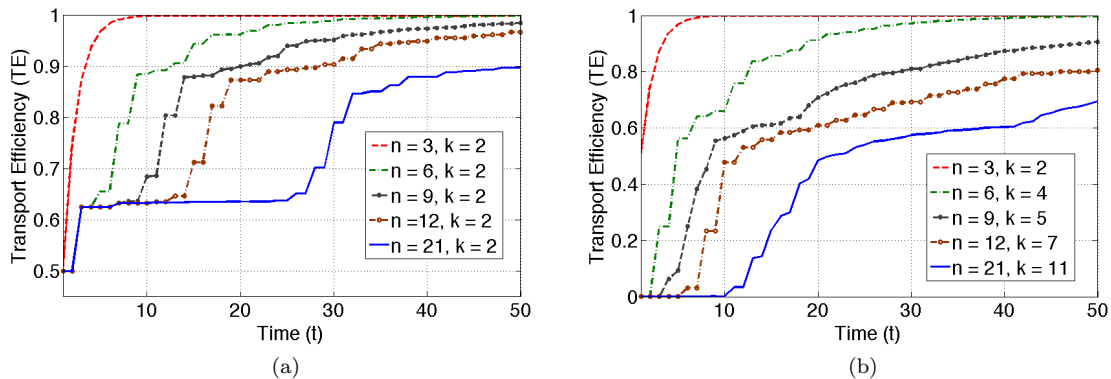 1
0.9
0.8
0.7
0.6
0.5
Transport Efficiency (TE)
10
20
30
40
50
Time (t)
n = 3, k = 2
n = 6, k = 2
n = 9, k = 2
n =12, k = 2
n = 21, k = 2
(a)
1
0.8
0.6
0.4
0.2
0
Transport Efficiency (TE)
10
20
30
40
50
Time (t)
n = 3, k = 2
n = 6, k = 4
n = 9, k = 5
n = 12, k = 7
n = 21, k = 11
(b)